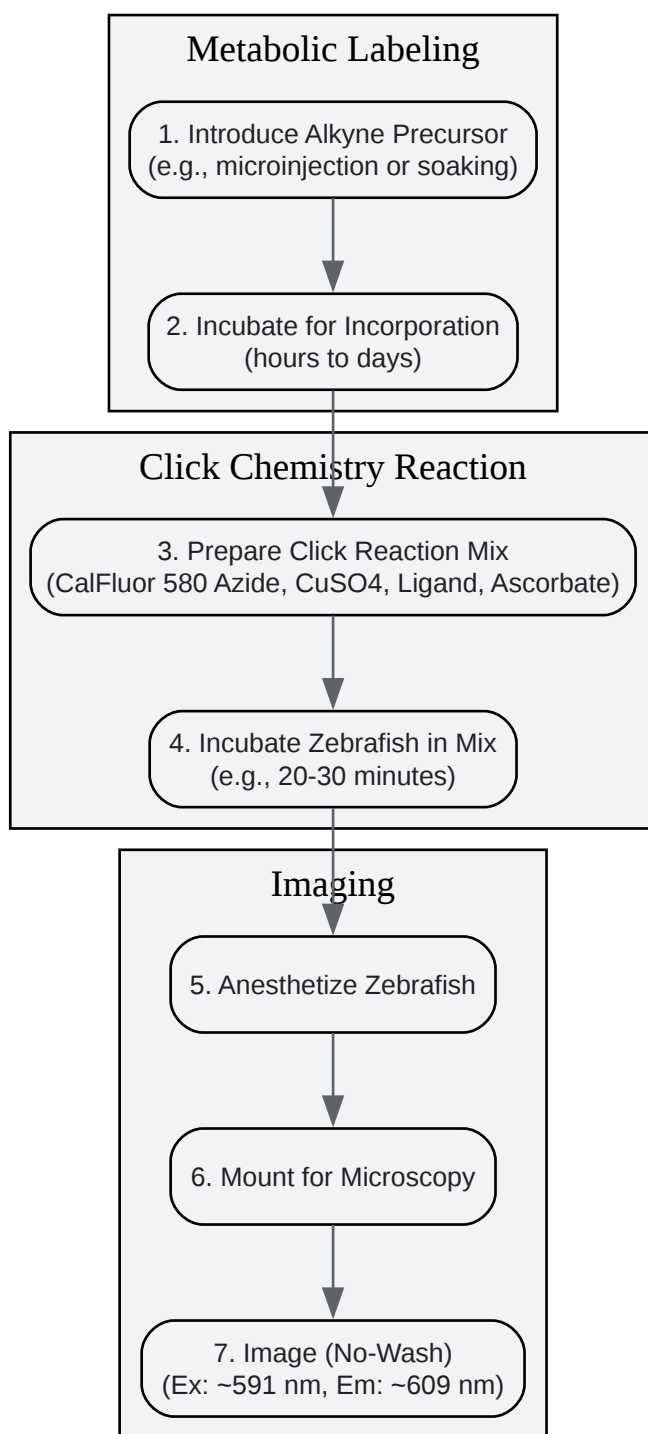 Metabolic Labeling
1. Introduce Alkyne Precursor
(e.g., microinjection or soaking)
2. Incubate for Incorporation
(hours to days)
Click Chemistry Reaction
3. Prepare Click Reaction Mix
(CalFluor 580 Azide, CuSO4, Ligand, Ascorbate)
4. Incubate Zebrafish in Mix
(e.g., 20-30 minutes)
Imaging
5. Anesthetize Zebrafish
6. Mount for Microscopy
7. Image (No-Wash)
(Ex: ~591 nm, Em: ~609 nm)